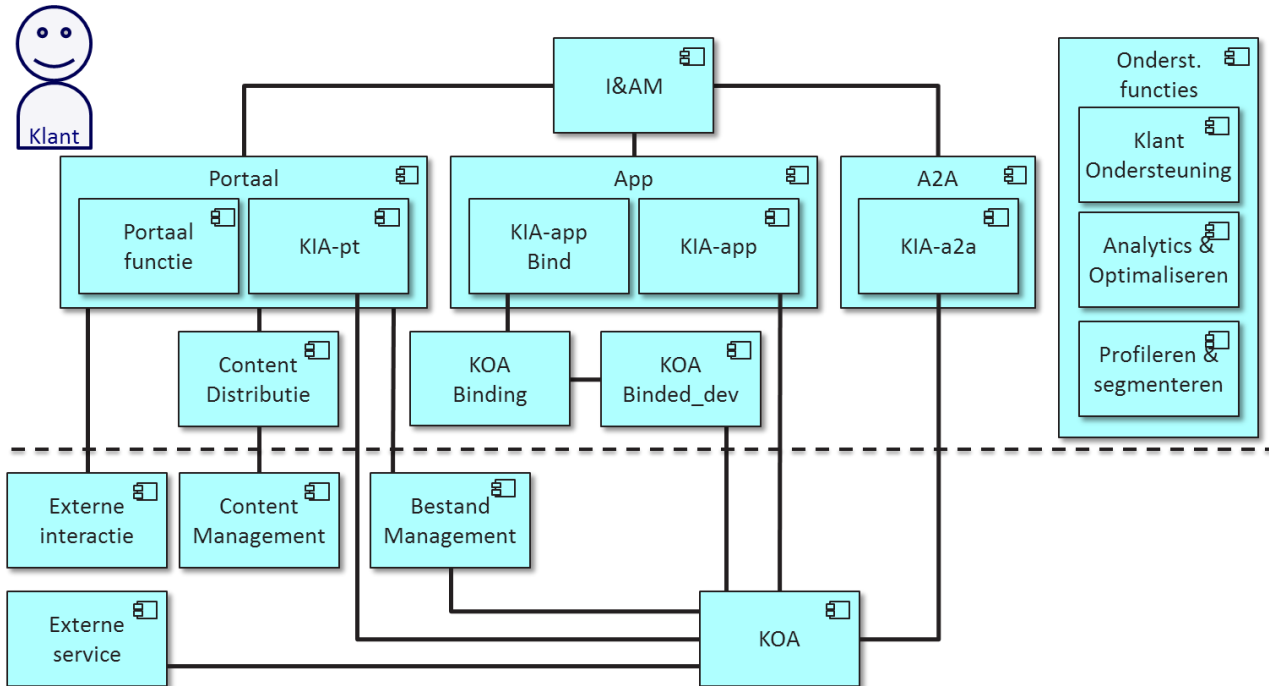 Klant
I&AM
Onderst.
functies
Klant
Ondersteuning
Analytics &
Optimaliseren
Profileren &
segmenteren
Portaal
Portaal
functie
KIA-pt
App
KIA-app
Bind
KIA-app
A2A
KIA-a2a
Content
Distributie
KOA
Binding
KOA
Binded_dev
Externe
interactie
Content
Management
Bestand
Management
Externe
service
KOA